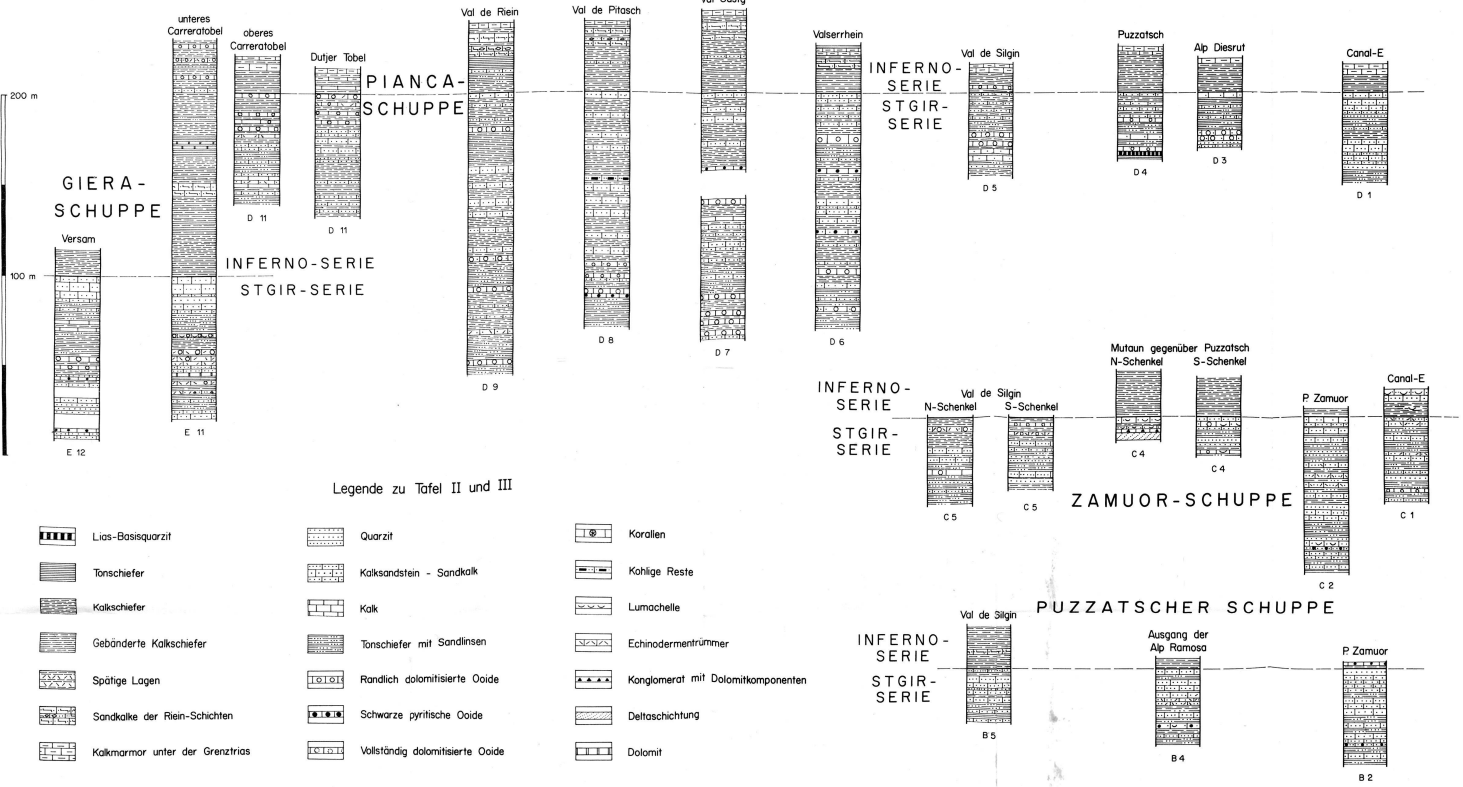 unteres
Carreratobel
oberes
Carreratobel
Dutjer Tobel
PIANCA-
SCHUPPE
Val de Riein
Val de Pitasch
Valserrhein
INFERNO-
SERIE
STGIR-
SERIE
Val de Silgin
Puzzatsch
Alp Diesrut
Canal-E
200 m
GIERA-
SCHUPPE
Versam
100 m
INFERNO-SERIE
STGIR-SERIE
D 11
D 11
D 9
D 8
D 7
D 6
D 5
D 4
D 3
D 1
E 12
E 11
INFERNO-
SERIE
STGIR-
SERIE
Val de Silgin
N-Schenkel
S-Schenkel
Mutaun gegenüber Puzzatsch
N-Schenkel
S-Schenkel
P. Zamuor
Canal-E
C 5
C 5
C 4
C 4
C 2
C 1
ZAMUOR-SCHUPPE
PUZZATSCHER SCHUPPE
INFERNO-
SERIE
STGIR-
SERIE
Val de Silgin
Ausgang der
Alp Ramosa
P. Zamuor
B 5
B 4
B 2
Legende zu Tafel II und III
Lias-Basisquarzit
Tonschiefer
Kalkschiefer
Gebänderte Kalkschiefer
Spätige Lagen
Sandkalke der Riein-Schichten
Kalkmarmor unter der Grenztrias
Quarzit
Kalksandstein - Sandkalk
Kalk
Tonschiefer mit Sandlinsen
Randlich dolomitisierte Ooide
Schwarze pyritische Ooide
Vollständig dolomitisierte Ooide
Korallen
Kohlige Reste
Lumachelle
Echinodermentrümmer
Konglomerat mit Dolomitkomponenten
Deltaschichtung
Dolomit